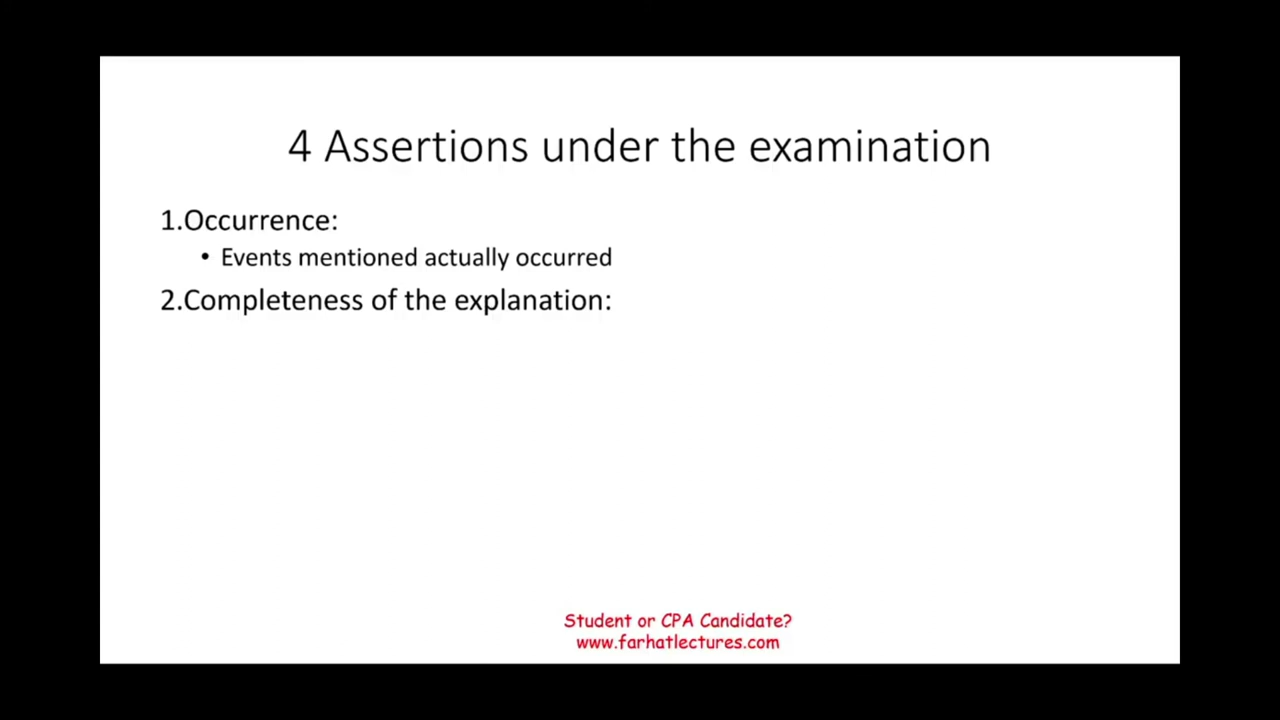 4 Assertions under the examination
1.Occurrence:
• Events mentioned actually occurred
2.Completeness of the explanation:
Student or CPA Candidate?
www.farhatlectures.com